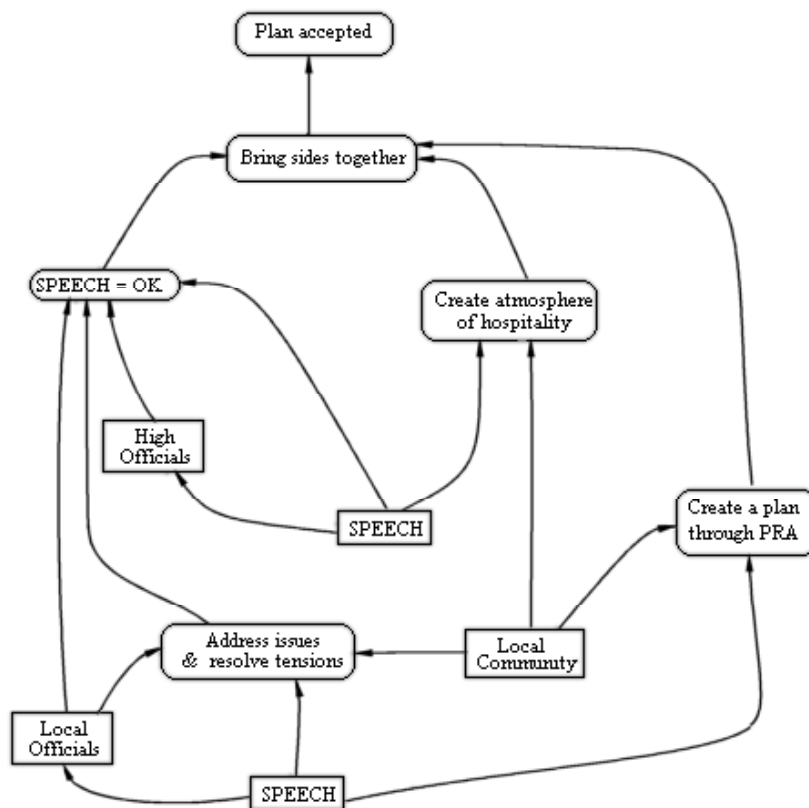 Plan accepted
Bring sides together
SPEECH = OK
Create atmosphere
of hospitality
High
Officials
SPEECH
Create a plan
through PRA
Address issues
& resolve tensions
Local
Community
Local
Officials
SPEECH